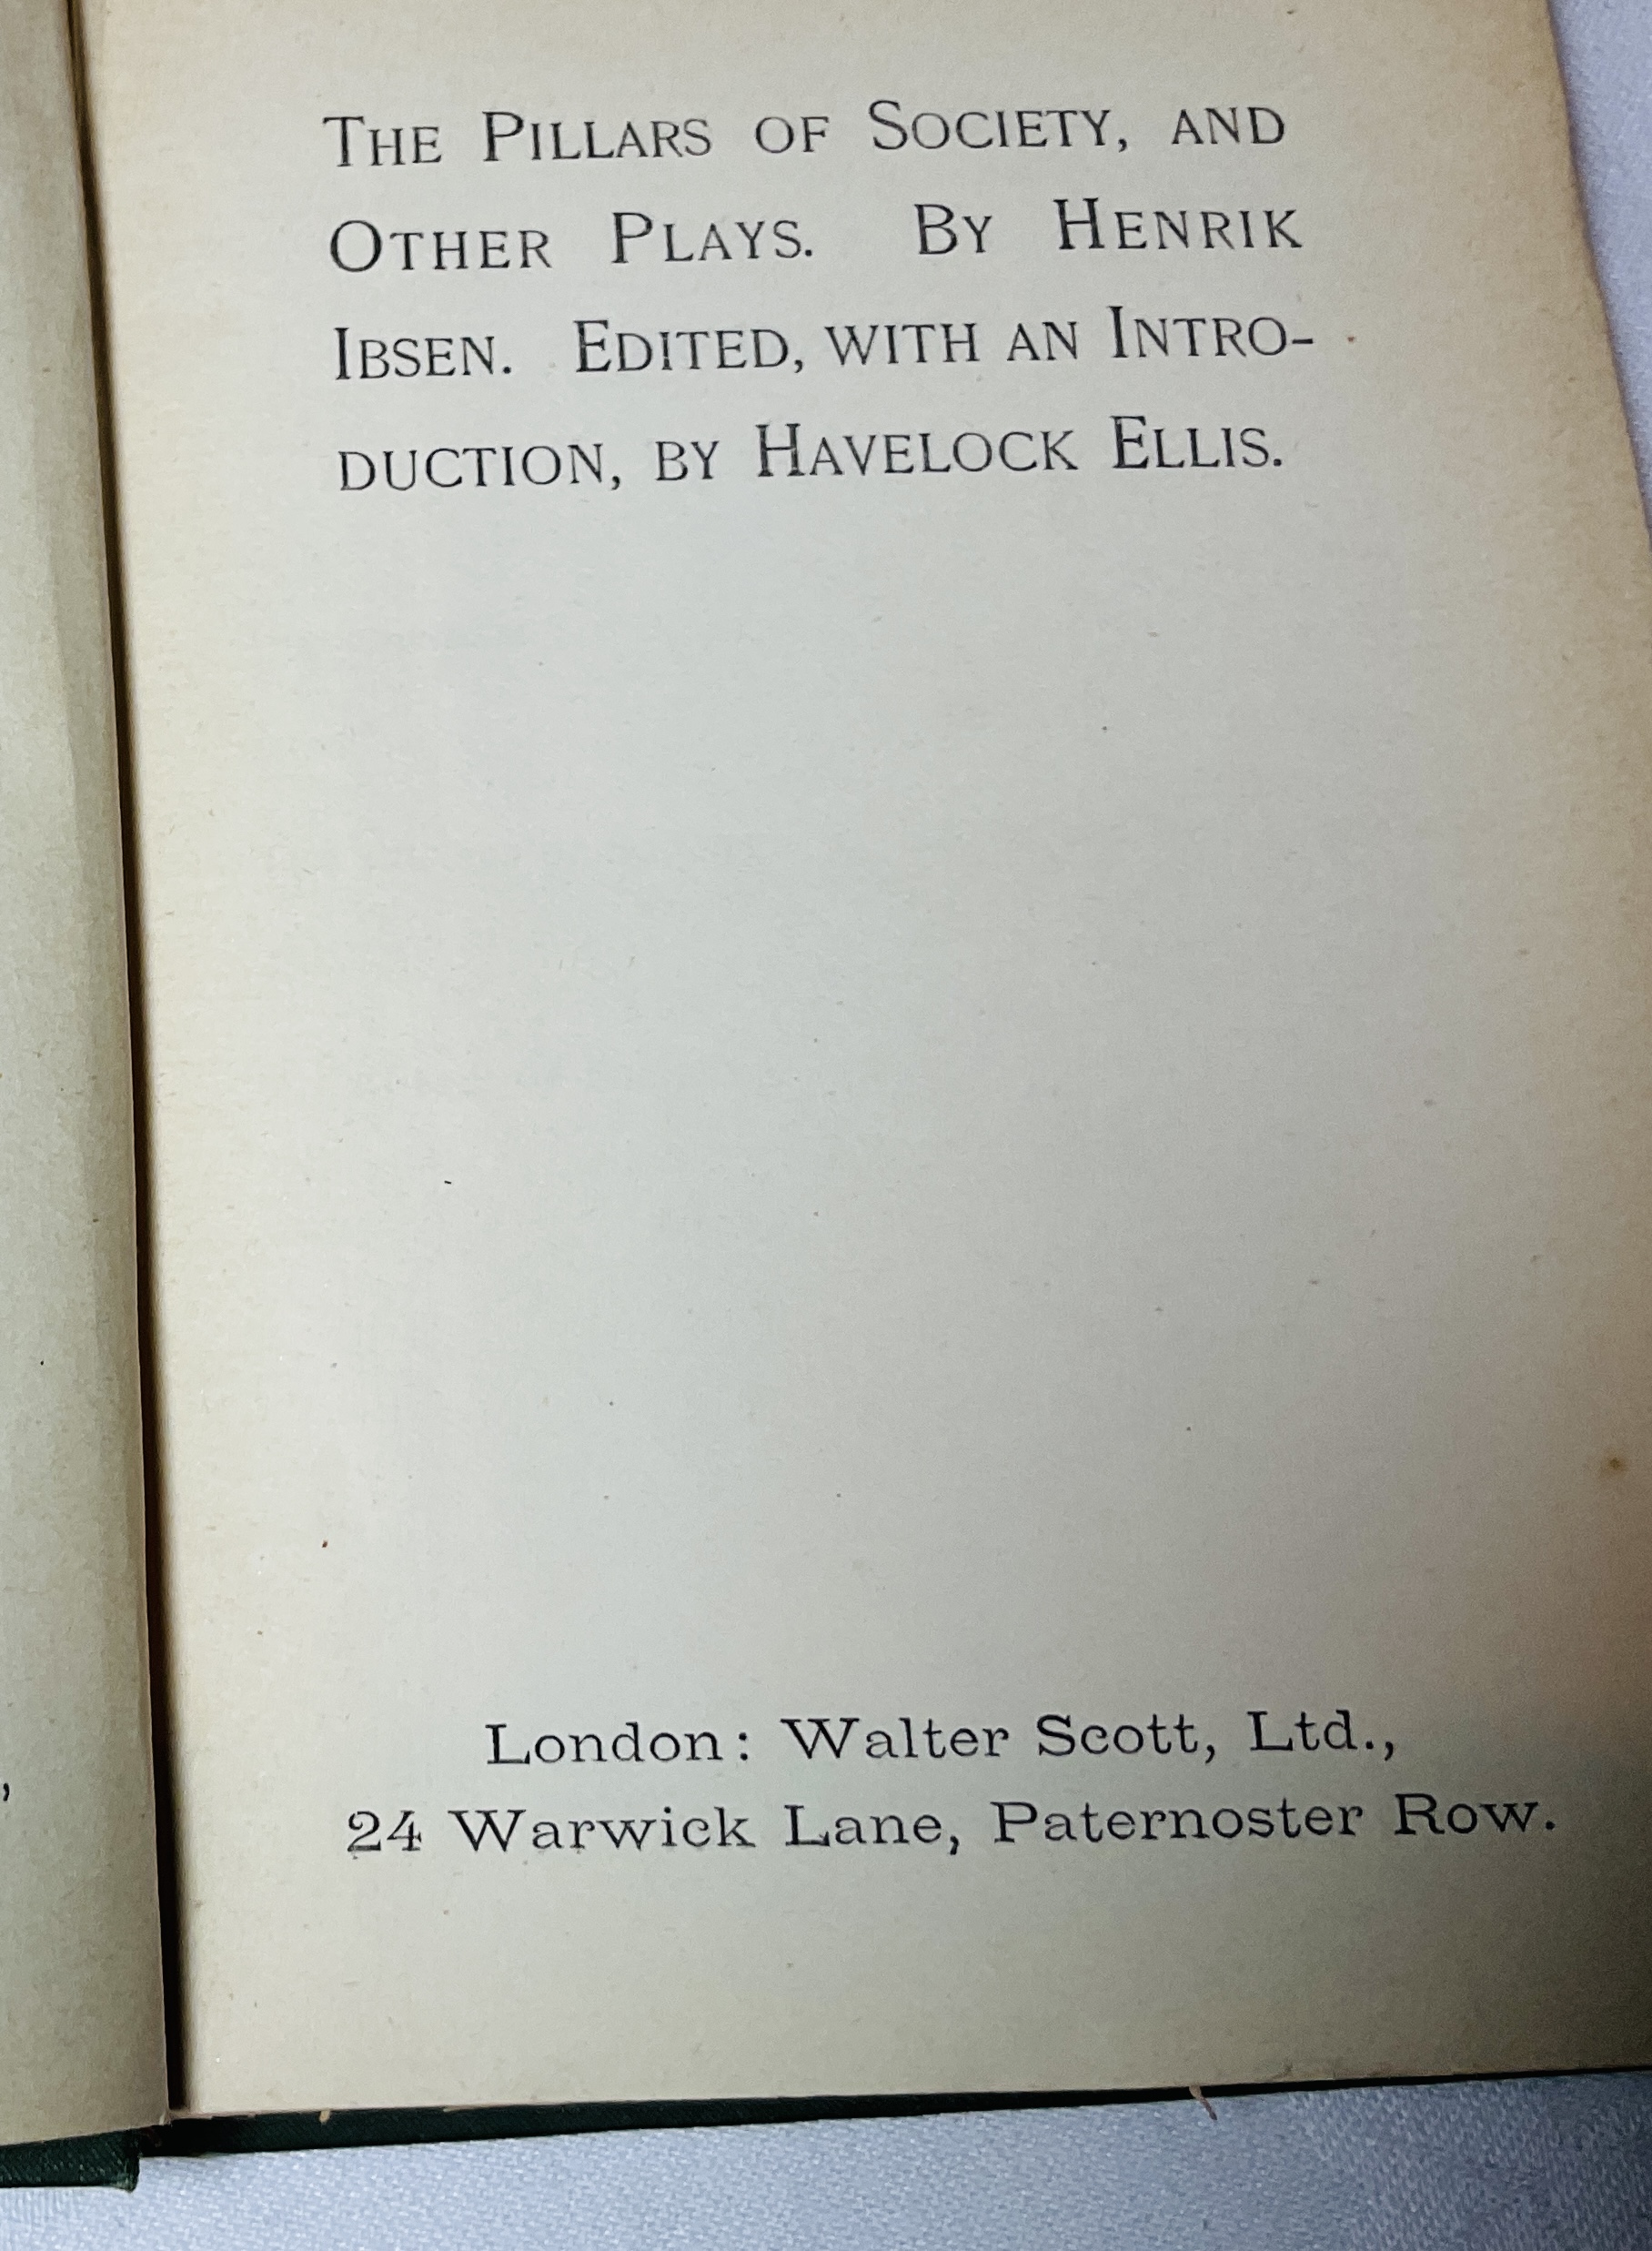 THE PILLARS OF SOCIETY, AND
OTHER PLAYS. BY HENRIK
IBSEN. EDITED, WITH AN INTRO-
DUCTION, BY HAVELOCK ELLIS.
London: Walter Scott, Ltd.,
24 Warwick Lane, Paternoster Row.